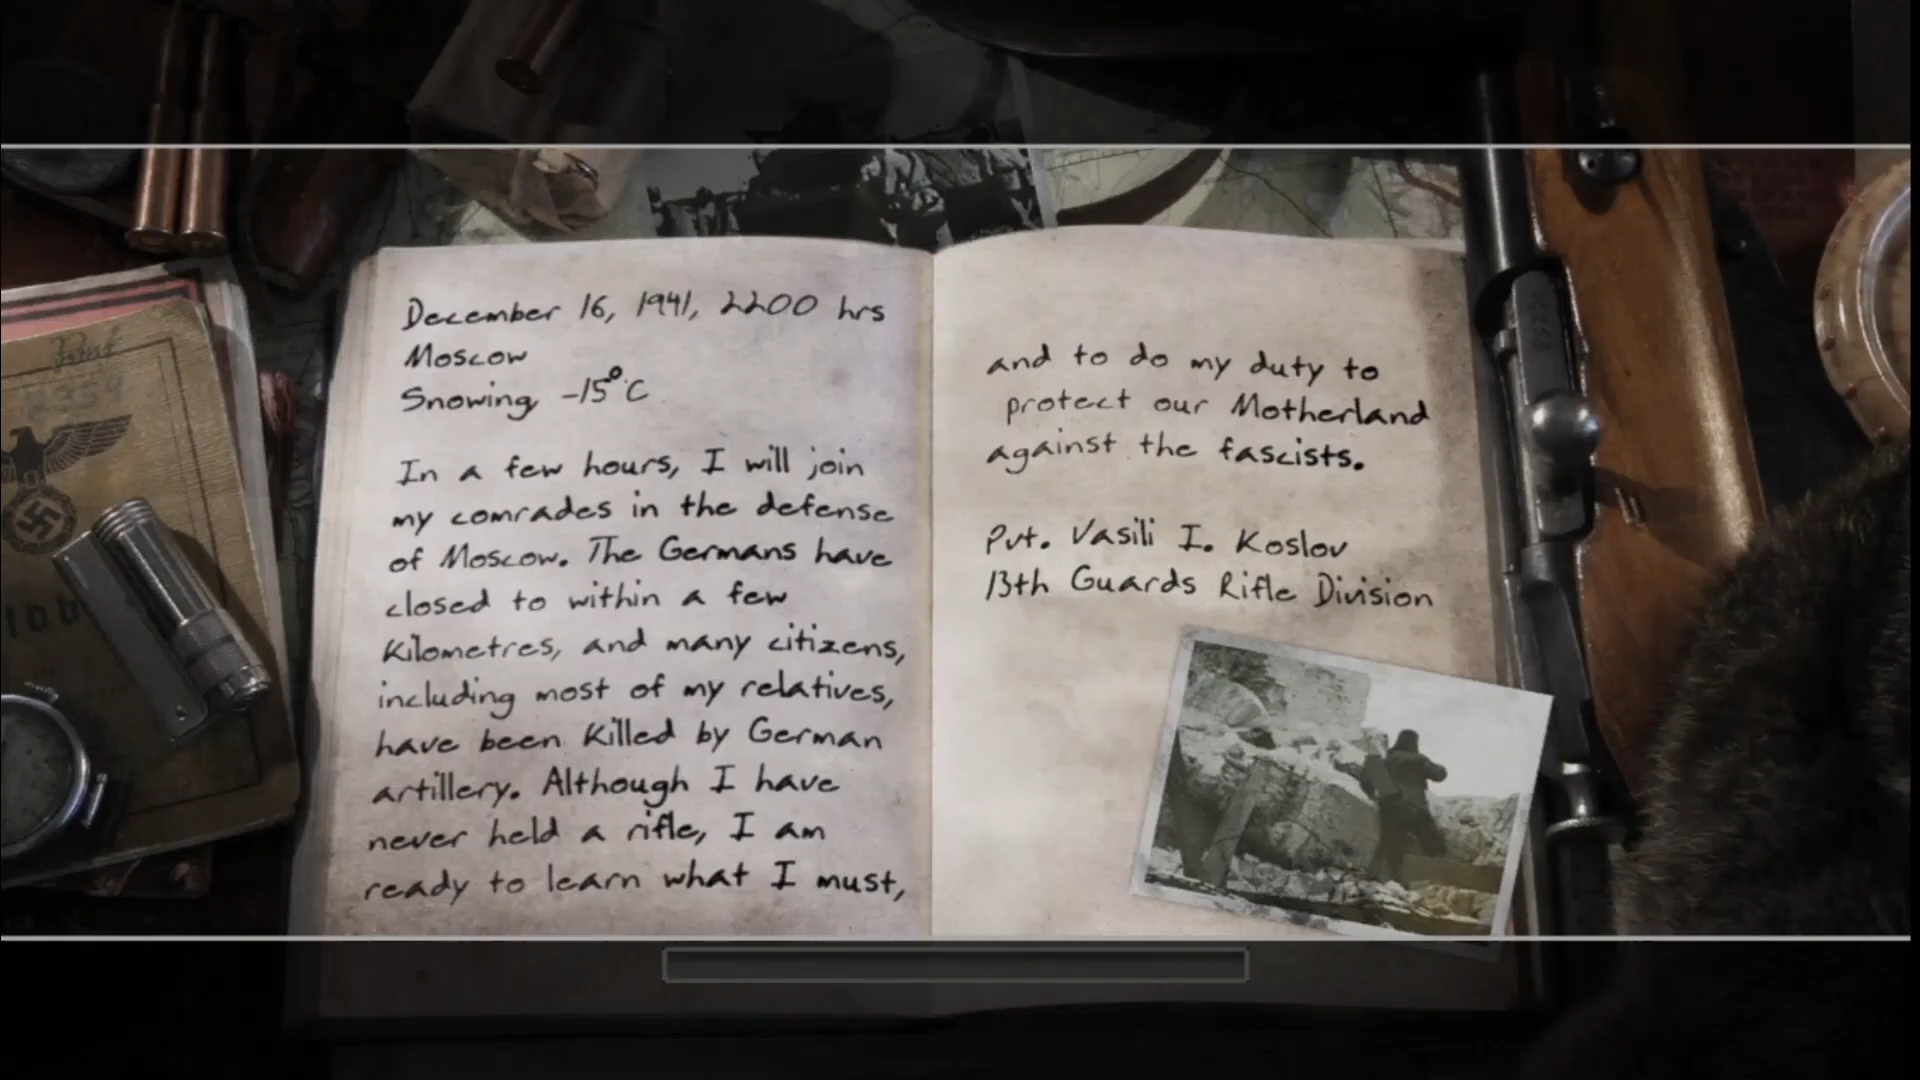 December 16, 1941, 2200 hrs
Moscow
Snowing, -15°C
In a few hours, I will join
my comrades in the defense
of Moscow. The Germans have
closed to within a few
kilometres, and many citizens,
including most of my relatives,
have been killed by German
artillery. Although I have
never held a rifle, I am
ready to learn what I must,
and to do my duty to
protect our Motherland
against the fascists.
Pvt. Vasili I. Koslov
13th Guards Rifle Division